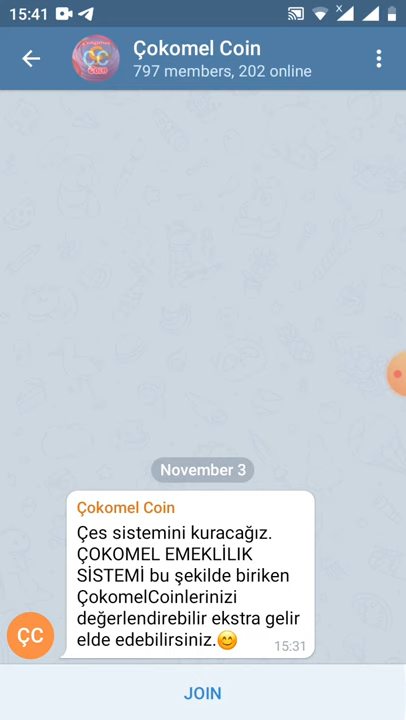 15:41
Çokomel Coin
797 members, 202 online
November 3
Çokomel Coin
Çes sistemini kuracağız.
ÇOKOMEL EMEKLİLIK
SİSTEMİ bu şekilde biriken
ÇokomelCoinlerinizi
değerlendirebilir ekstra gelir
elde edebilirsiniz.😊
15:31
ÇC
JOIN